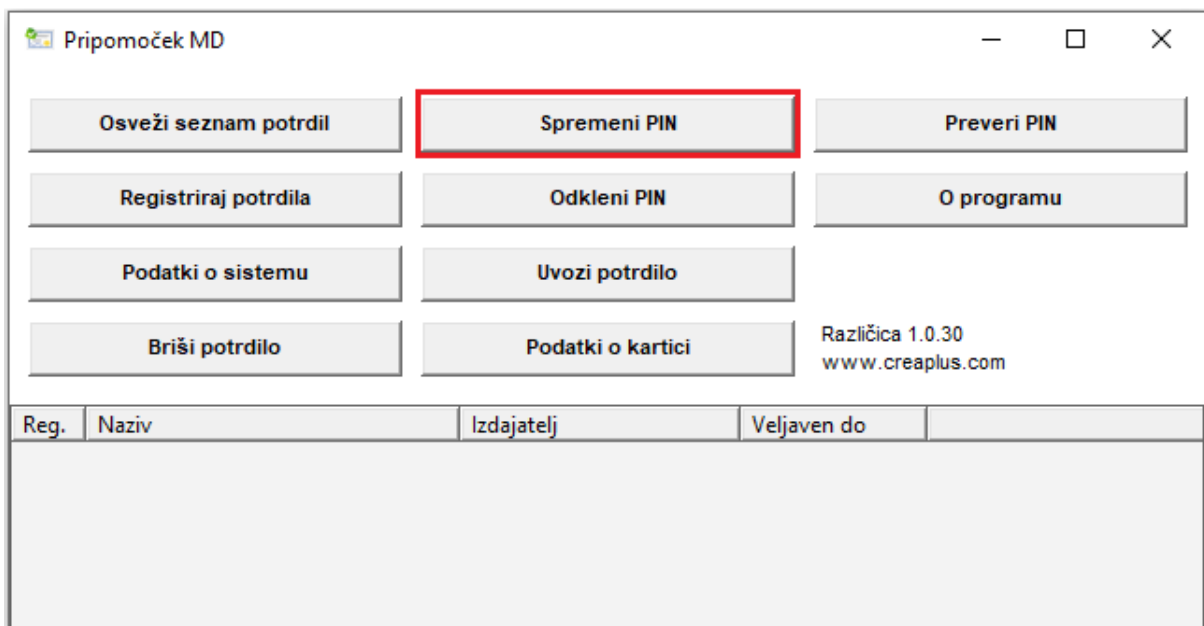 Pripomoček MD
Osveži seznam potrdil
Spremeni PIN
Preveri PIN
Registriraj potrdila
Odkleni PIN
O programu
Podatki o sistemu
Uvozi potrdilo
Briši potrdilo
Podatki o kartici
Različica 1.0.30
www.creaplus.com
Reg.
Naziv
Izdajatelj
Veljaven do